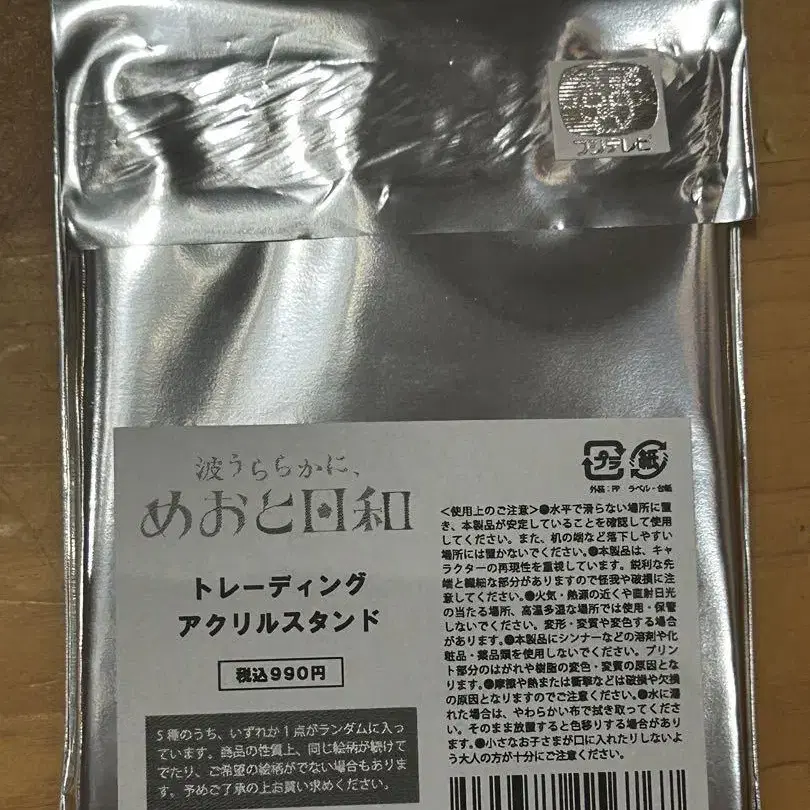 フジテレビ
波うららかに、
めおと日和
トレーディング
アクリルスタンド
税込990円
5種のうち、いずれか1点がランダムに入っ
ています。商品の性質上、同じ絵柄が続けて
でたり、ご希望の絵柄がでない場合もありま
す。予めご了承の上お買い求めください。
プラ 紙
外装:PP ラベル・台紙
<使用上のご注意>●水平で滑らない場所に置
き、本製品が安定していることを確認して使用
してください。また、机の端など落下しやすい
場所には置かないでください。●本製品は、キャ
ラクターの再現性を重視しています。鋭利な先
端と繊細な部分がありますので怪我や破損に注
意してください。●火気・熱源の近くや直射日光
の当たる場所、高温多湿な場所では使用・保管
しないでください。変形・変質や変色する場合
があります。●本製品にシンナーなどの溶剤や化
粧品・薬品類を使用しないでください。プリン
ト部分のはがれや樹脂の変色・変質の原因とな
ります。●摩擦や熱または衝撃などは破損や欠損
の原因となりますのでご注意ください。●水に濡
れた場合は、やわらかい布で拭き取ってくださ
い。そのまま放置すると色移りする場合があり
ます。●小さなお子さまが口に入れたりしないよ
う大人の方が十分にご注意ください。